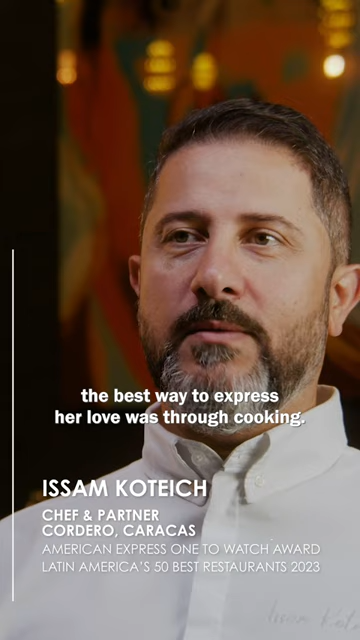 the best way to express
her love was through cooking.
ISSAM KOTEICH
CHEF & PARTNER
CORDERO, CARACAS
AMERICAN EXPRESS ONE TO WATCH AWARD
LATIN AMERICA'S 50 BEST RESTAURANTS 2023
Issam